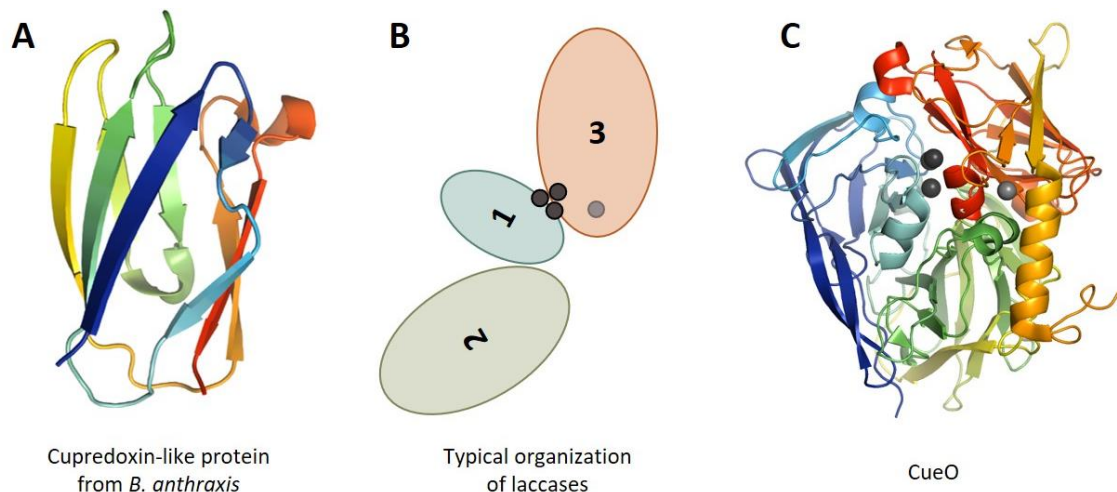 A
B
C
3
1
2
Cupredoxin-like protein
from B. anthraxis
Typical organization
of laccases
CueO